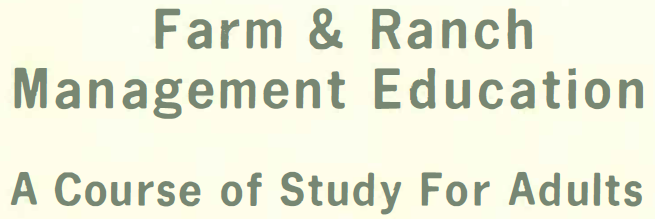 Farm & Ranch
Management Education
A Course of Study For Adults